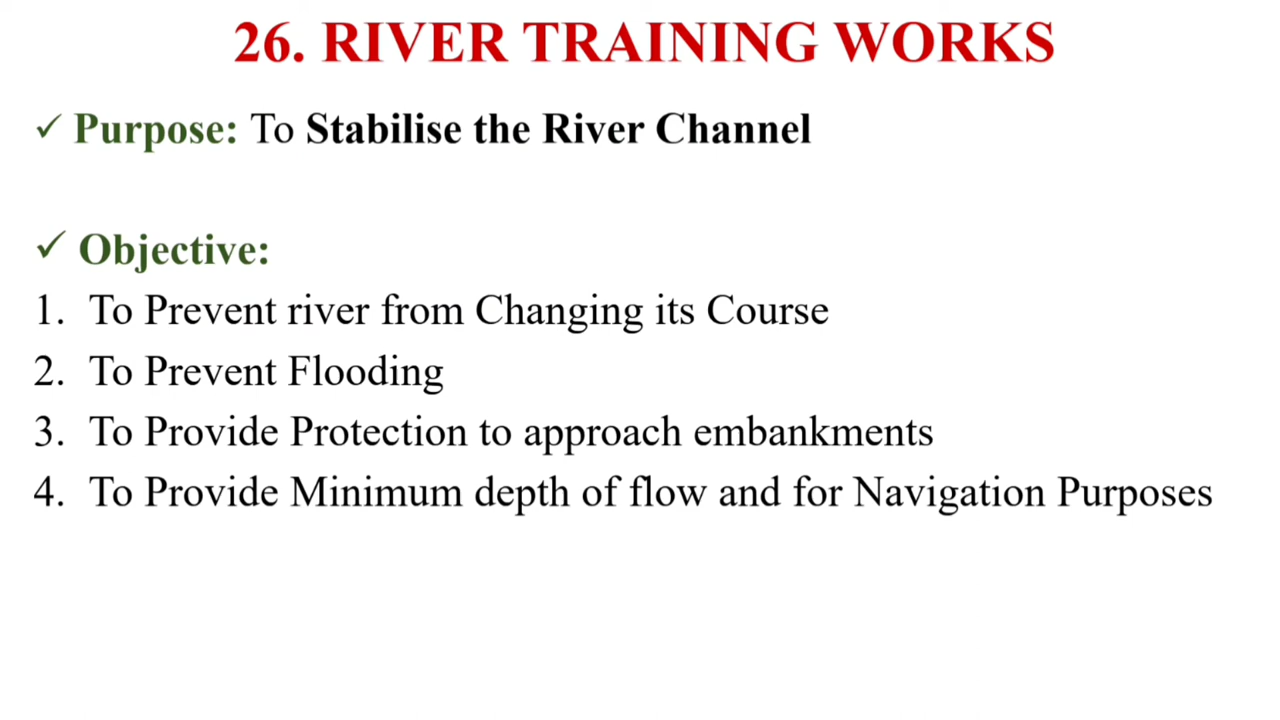 26. RIVER TRAINING WORKS
✓ Purpose: To Stabilise the River Channel
✓ Objective:
1. To Prevent river from Changing its Course
2. To Prevent Flooding
3. To Provide Protection to approach embankments
4. To Provide Minimum depth of flow and for Navigation Purposes